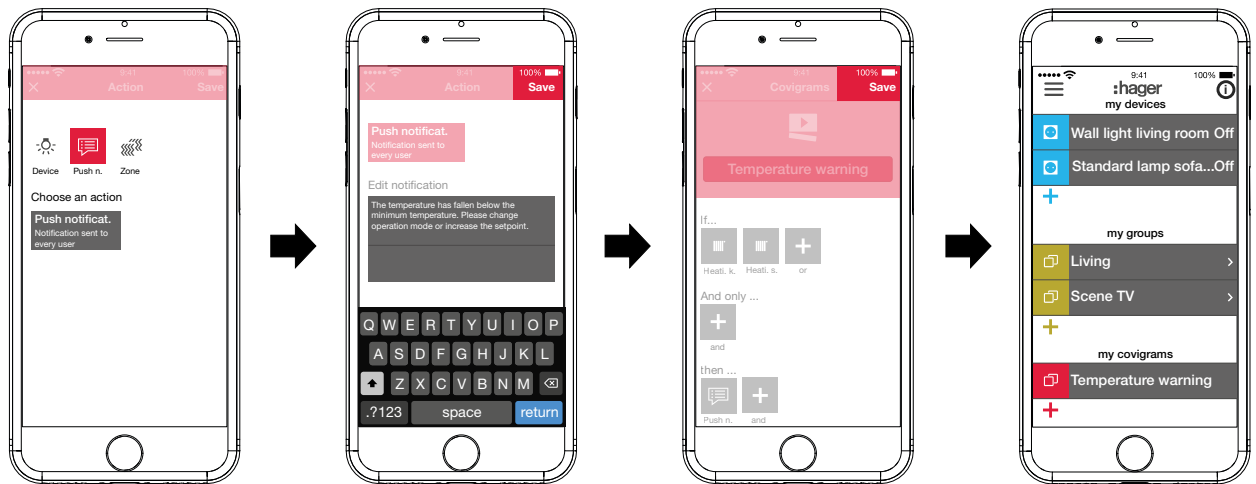 9:41 100%
Action Save
Device Push n. Zone
Choose an action
Push notificat.
Notification sent to
every user
9:41 100%
Action Save
Push notificat.
Notification sent to
every user
Edit notification
The temperature has fallen below the
minimum temperature. Please change
operation mode or increase the setpoint.
Q W E R T Y U I O P
A S D F G H J K L
Z X C V B N M
.?123 space return
9:41 100%
Covigrams Save
Temperature warning
If...
Heati. k. Heati. s. or
And only ...
and
then ...
Push n. and
9:41 100%
:hager
my devices
Wall light living room Off
Standard lamp sofa...Off
my groups
Living
Scene TV
my covigrams
Temperature warning